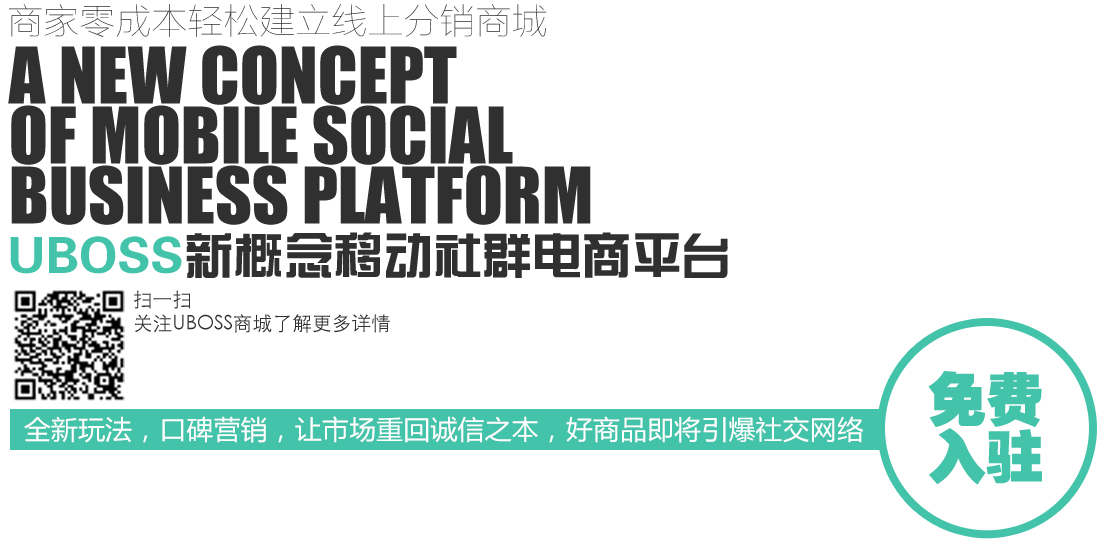 商家零成本轻松建立线上分销商城
A NEW CONCEPT
OF MOBILE SOCIAL
BUSINESS PLATFORM
UBOSS新概念移动社群电商平台
扫一扫
关注UBOSS商城了解更多详情
全新玩法，口碑营销，让市场重回诚信之本，好商品即将引爆社交网络
免费
入驻